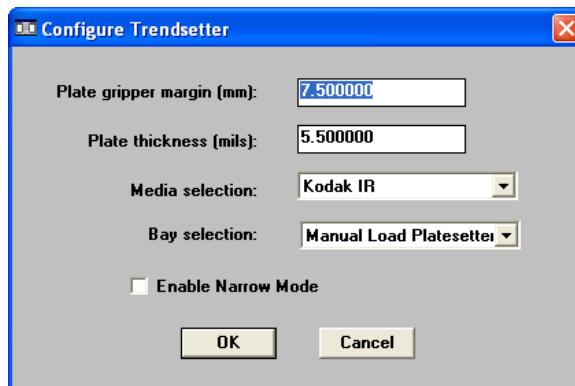 Configure Trendsetter
Plate gripper margin (mm): 7.500000
Plate thickness (mils): 5.500000
Media selection: Kodak IR
Bay selection: Manual Load Platesetter
Enable Narrow Mode
OK Cancel